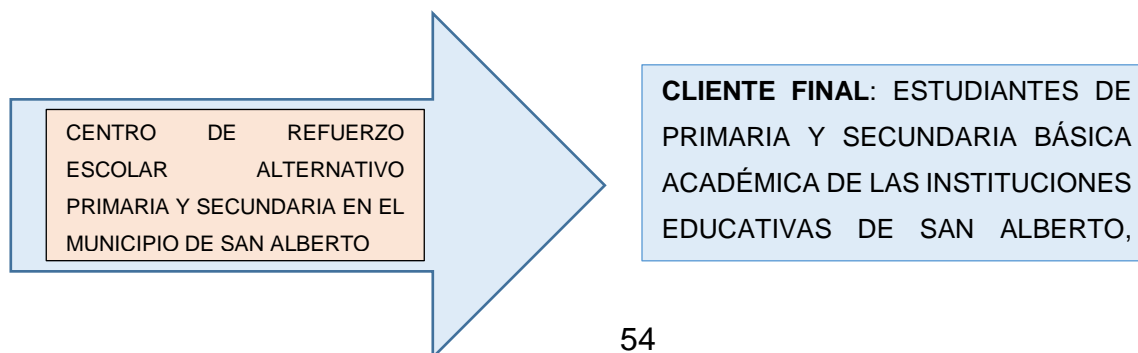 CENTRO DE REFUERZO
ESCOLAR ALTERNATIVO
PRIMARIA Y SECUNDARIA EN EL
MUNICIPIO DE SAN ALBERTO
CLIENTE FINAL: ESTUDIANTES DE
PRIMARIA Y SECUNDARIA BÁSICA
ACADÉMICA DE LAS INSTITUCIONES
EDUCATIVAS DE SAN ALBERTO,
54